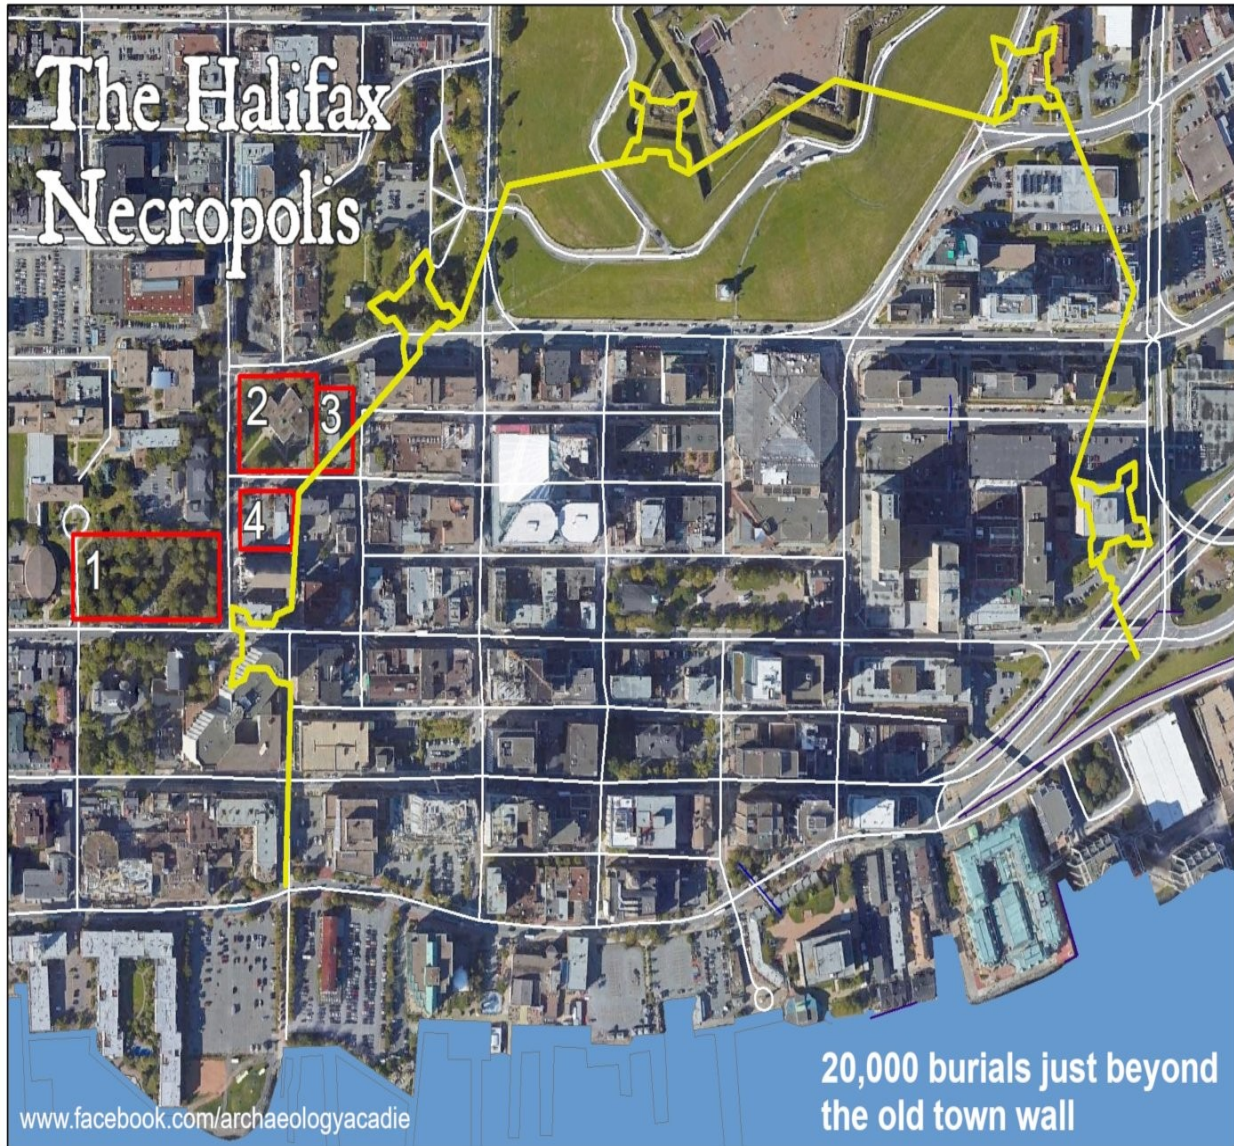 The Halifax
Necropolis
2
3
4
1
20,000 burials just beyond
the old town wall
www.facebook.com/archaeologyacadie